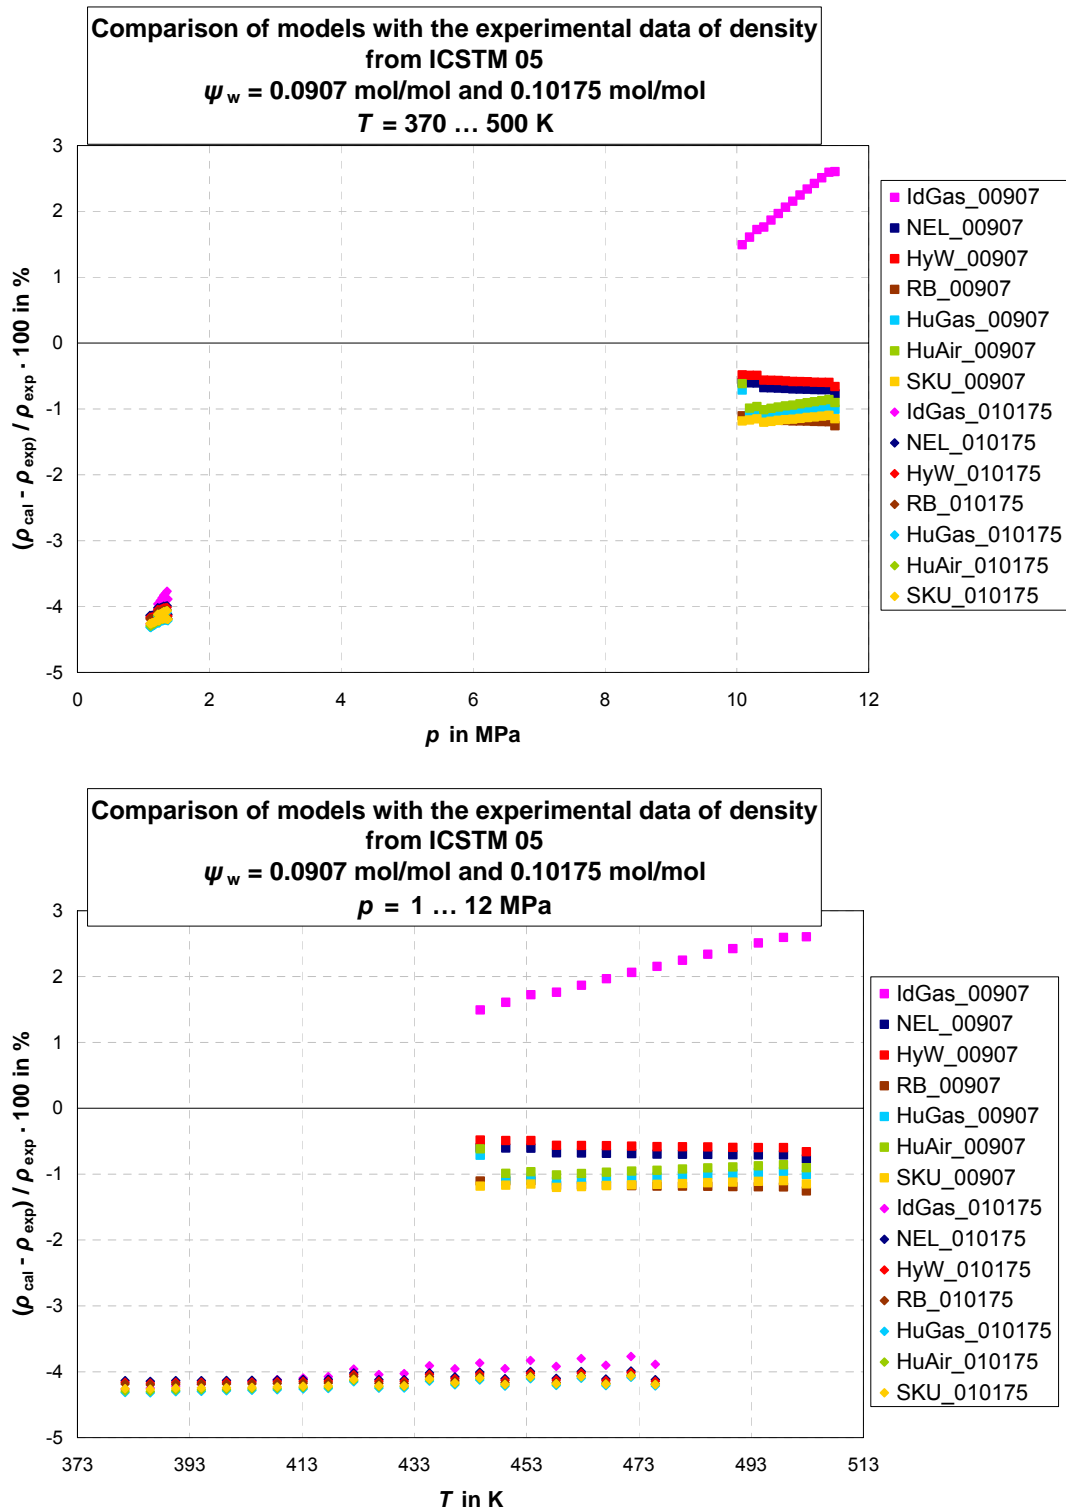 Comparison of models with the experimental data of density
from ICSTM 05
ψ w = 0.0907 mol/mol and 0.10175 mol/mol
T = 370 … 500 K
3
2
1
0
-1
-2
-3
-4
-5
(ρ cal - ρ exp) / ρ exp · 100 in %
0 2 4 6 8 10 12
p in MPa
IdGas_00907
NEL_00907
HyW_00907
RB_00907
HuGas_00907
HuAir_00907
SKU_00907
IdGas_010175
NEL_010175
HyW_010175
RB_010175
HuGas_010175
HuAir_010175
SKU_010175
Comparison of models with the experimental data of density
from ICSTM 05
ψ w = 0.0907 mol/mol and 0.10175 mol/mol
p = 1 … 12 MPa
3
2
1
0
-1
-2
-3
-4
-5
(ρ cal - ρ exp) / ρ exp · 100 in %
373 393 413 433 453 473 493 513
T in K
IdGas_00907
NEL_00907
HyW_00907
RB_00907
HuGas_00907
HuAir_00907
SKU_00907
IdGas_010175
NEL_010175
HyW_010175
RB_010175
HuGas_010175
HuAir_010175
SKU_010175